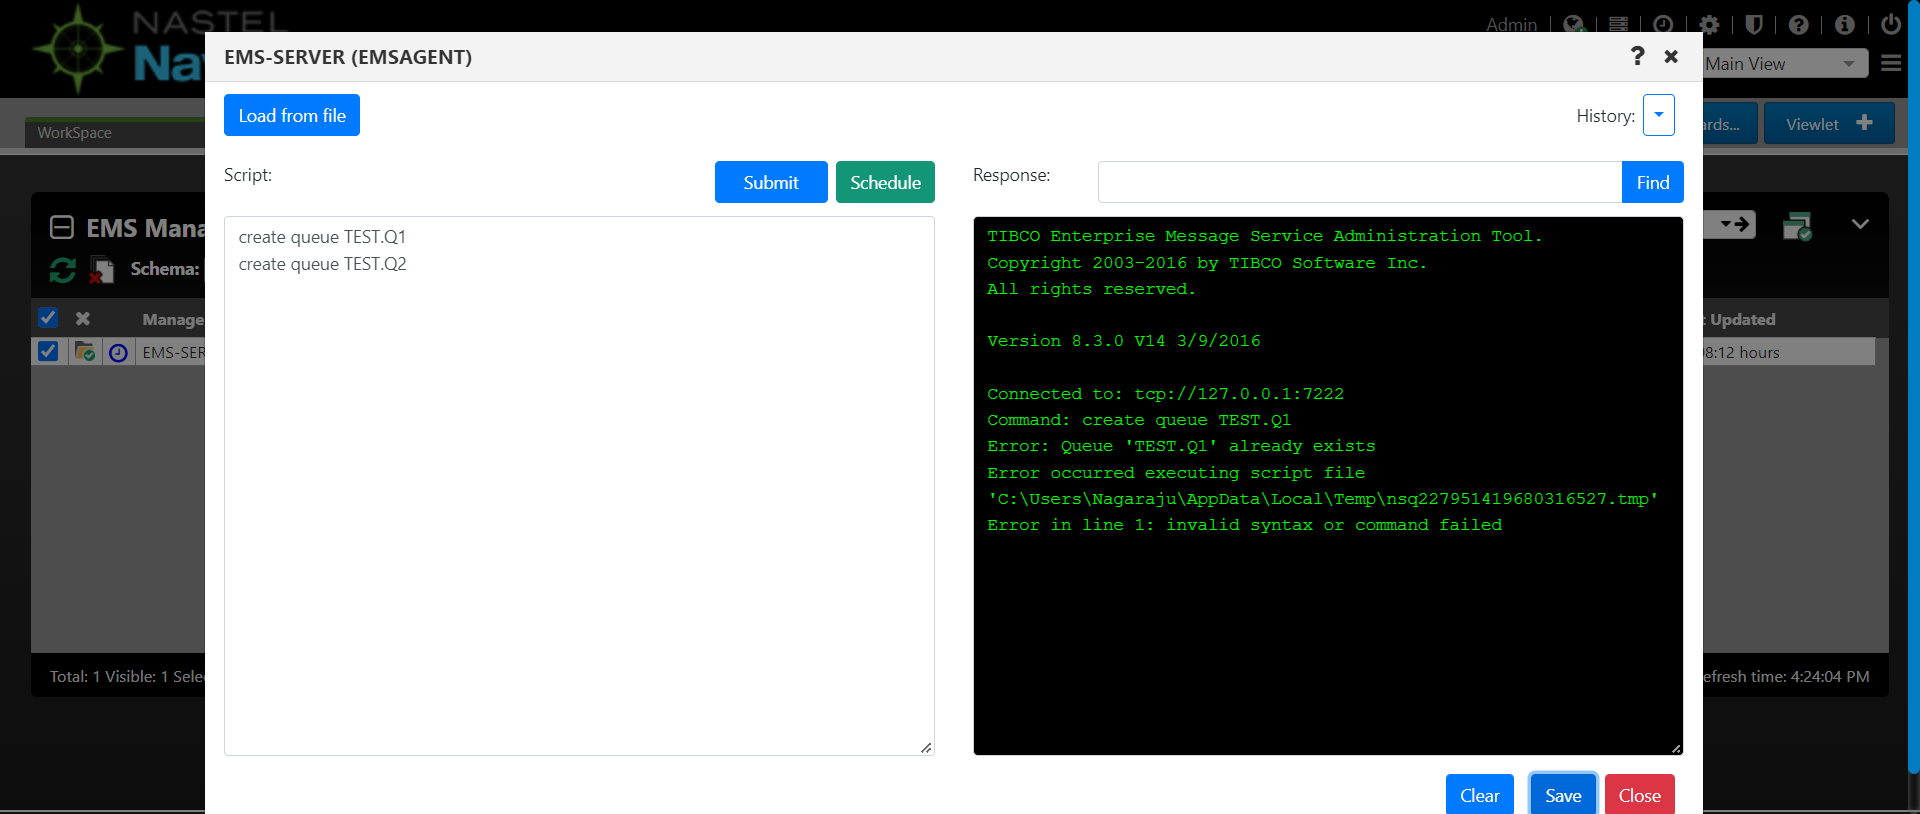 NASTEL
Nav
Admin
Main View
EMS-SERVER (EMSAGENT)
? ×
Load from file
History:
WorkSpace
ards...
Viewlet +
Script:
Submit
Schedule
Response:
Find
EMS Mana
Schema:
Manage
EMS-SER
: Updated
08:12 hours
create queue TEST.Q1
create queue TEST.Q2
TIBCO Enterprise Message Service Administration Tool.
Copyright 2003-2016 by TIBCO Software Inc.
All rights reserved.
Version 8.3.0 V14 3/9/2016
Connected to: tcp://127.0.0.1:7222
Command: create queue TEST.Q1
Error: Queue 'TEST.Q1' already exists
Error occurred executing script file
'C:\Users\Nagaraju\AppData\Local\Temp\nsq227951419680316527.tmp'
Error in line 1: invalid syntax or command failed
Total: 1 Visible: 1 Sele
efresh time: 4:24:04 PM
Clear
Save
Close